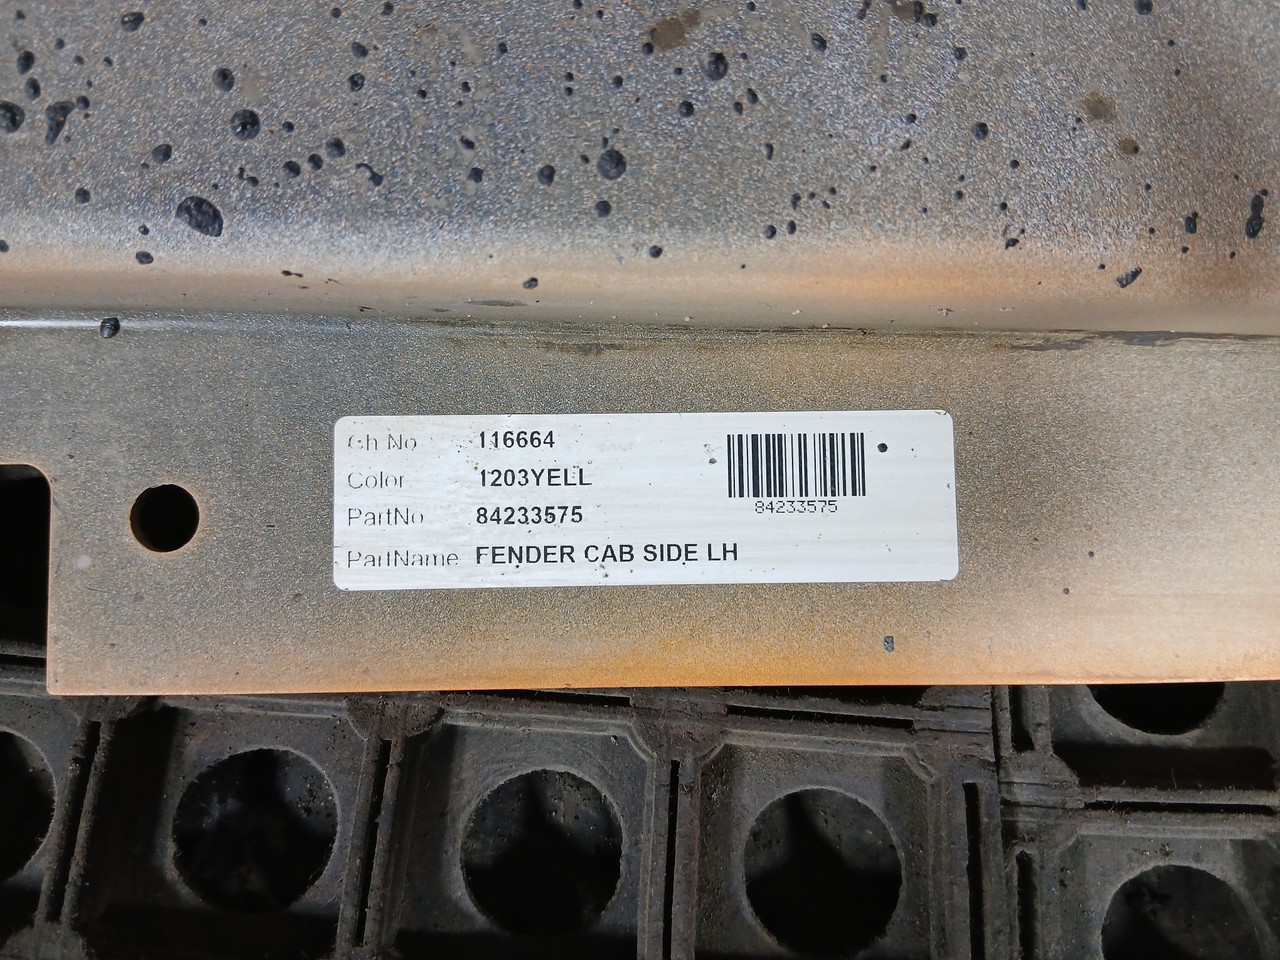 Ch No 116664
Color 1203YELL
PartNo 84233575
PartName FENDER CAB SIDE LH
84233575